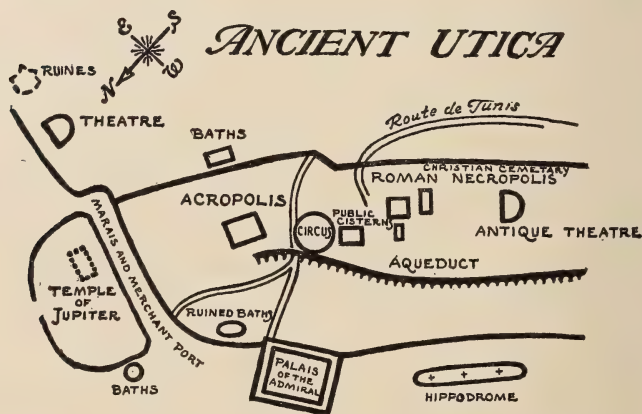 ANCIENT UTICA
E
S
N
W
RUINES
THEATRE
BATHS
Route de Tunis
CHRISTIAN CEMETARY
ROMAN NECROPOLIS
ACROPOLIS
CIRCUS
PUBLIC
CISTERNS
ANTIQUE THEATRE
AQUEDUCT
MARAIS AND MERCHANT PORT
TEMPLE
OF
JUPITER
RUINED BATHS
BATHS
PALAIS
OF THE
ADMIRAL
HIPPODROME